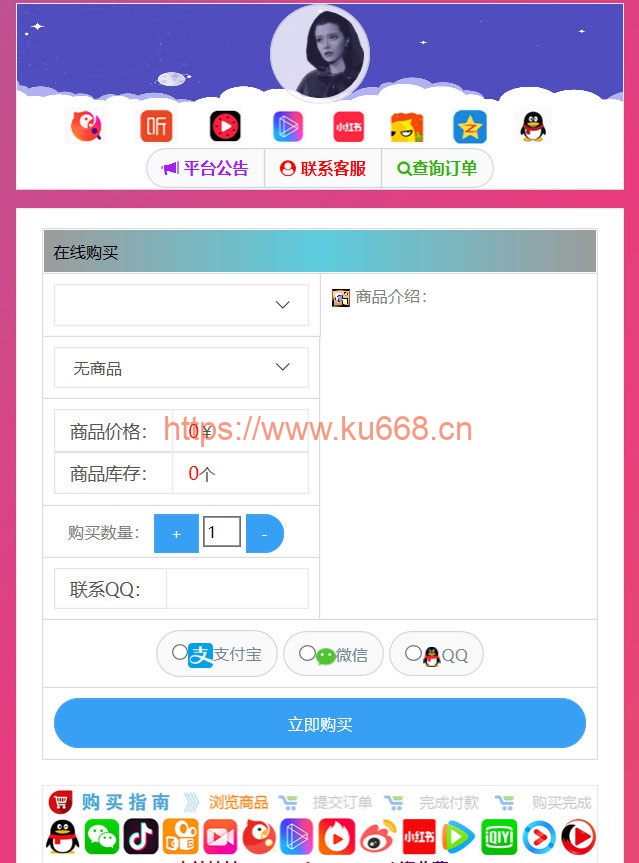 听
小红书
平台公告 联系客服 查询订单
在线购买
商品介绍：
无商品
商品价格： 0￥
https://www.ku668.cn
商品库存： 0个
购买数量： + 1 -
联系QQ：
支付宝 微信 QQ
立即购买
购买指南 浏览商品 提交订单 完成付款 购买完成
小红书 iQIYI